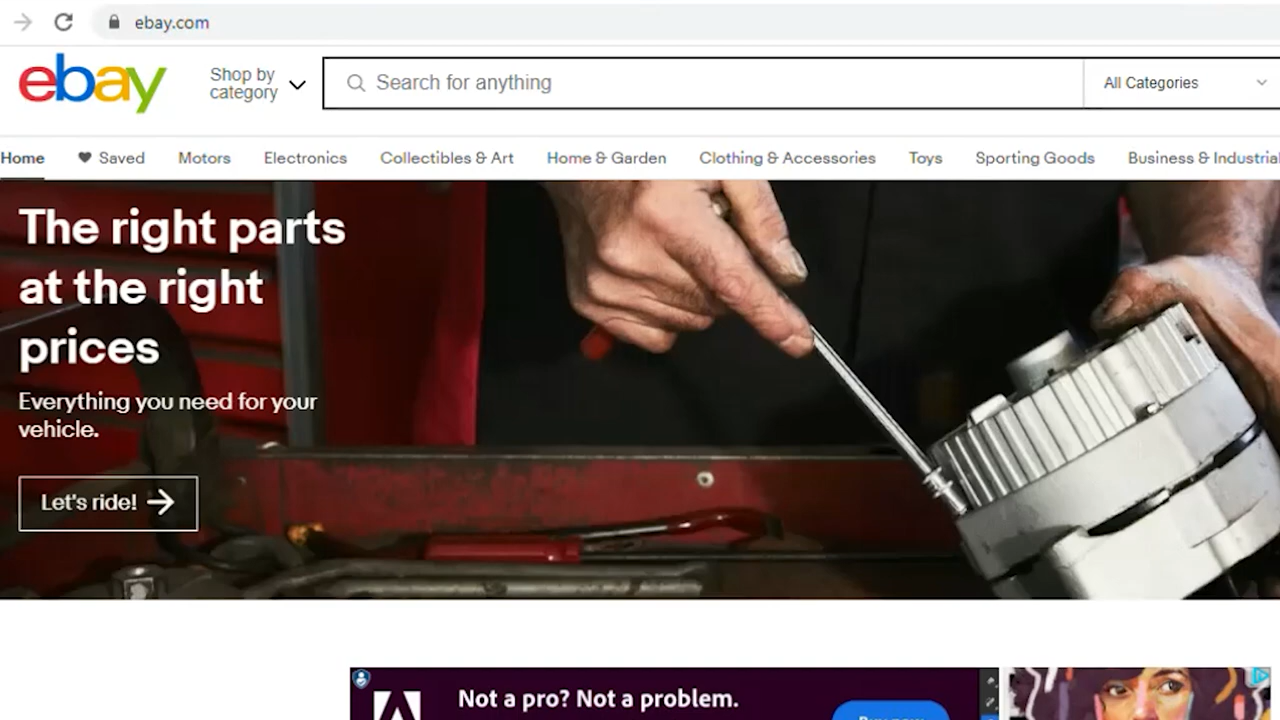 ebay.com
ebay
Shop by
category
Search for anything
All Categories
Home
Saved
Motors
Electronics
Collectibles & Art
Home & Garden
Clothing & Accessories
Toys
Sporting Goods
Business & Industrial
The right parts
at the right
prices
Everything you need for your
vehicle.
Let's ride!
Not a pro? Not a problem.
Buy now